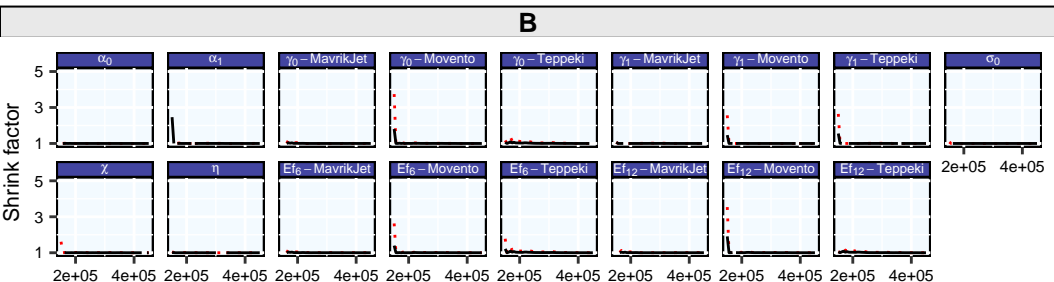 B
α0 α1 γ0 – MavrikJet γ0 – Movento γ0 – Teppeki γ1 – MavrikJet γ1 – Movento γ1 – Teppeki σ0
5
3
1
2e+05 4e+05
χ η Ef6 – MavrikJet Ef6 – Movento Ef6 – Teppeki Ef12 – MavrikJet Ef12 – Movento Ef12 – Teppeki
5
3
1
2e+05 4e+05 2e+05 4e+05 2e+05 4e+05 2e+05 4e+05 2e+05 4e+05 2e+05 4e+05 2e+05 4e+05 2e+05 4e+05
Shrink factor